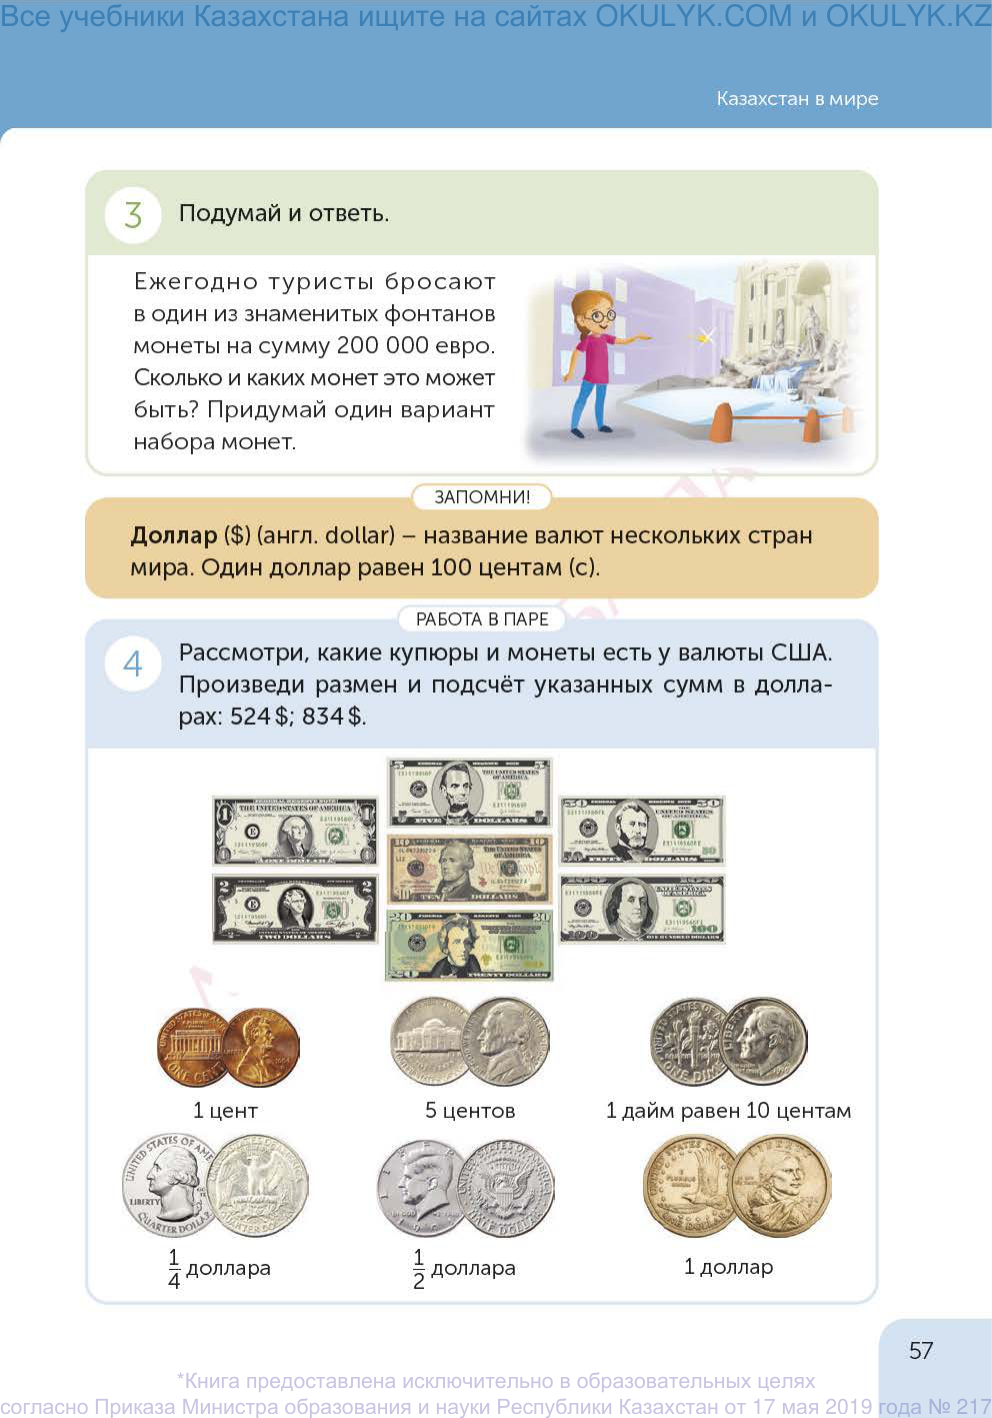 Все учебники Казахстана ищите на сайтах OKULYK.COM и OKULYK.KZ
Казахстан в мире
3
Подумай и ответь.
Ежегодно туристы бросают
в один из знаменитых фонтанов
монеты на сумму 200 000 евро.
Сколько и каких монет это может
быть? Придумай один вариант
набора монет.
ЗАПОМНИ!
Доллар ($) (англ. dollar) – название валют нескольких стран
мира. Один доллар равен 100 центам (c).
РАБОТА В ПАРЕ
4
Рассмотри, какие купюры и монеты есть у валюты США.
Произведи размен и подсчёт указанных сумм в долла-
рах: 524 $; 834 $.
1 цент
5 центов
1 дайм равен 10 центам
1/4 доллара
1/2 доллара
1 доллар
57
*Книга предоставлена исключительно в образовательных целях
согласно Приказа Министра образования и науки Республики Казахстан от 17 мая 2019 года № 217